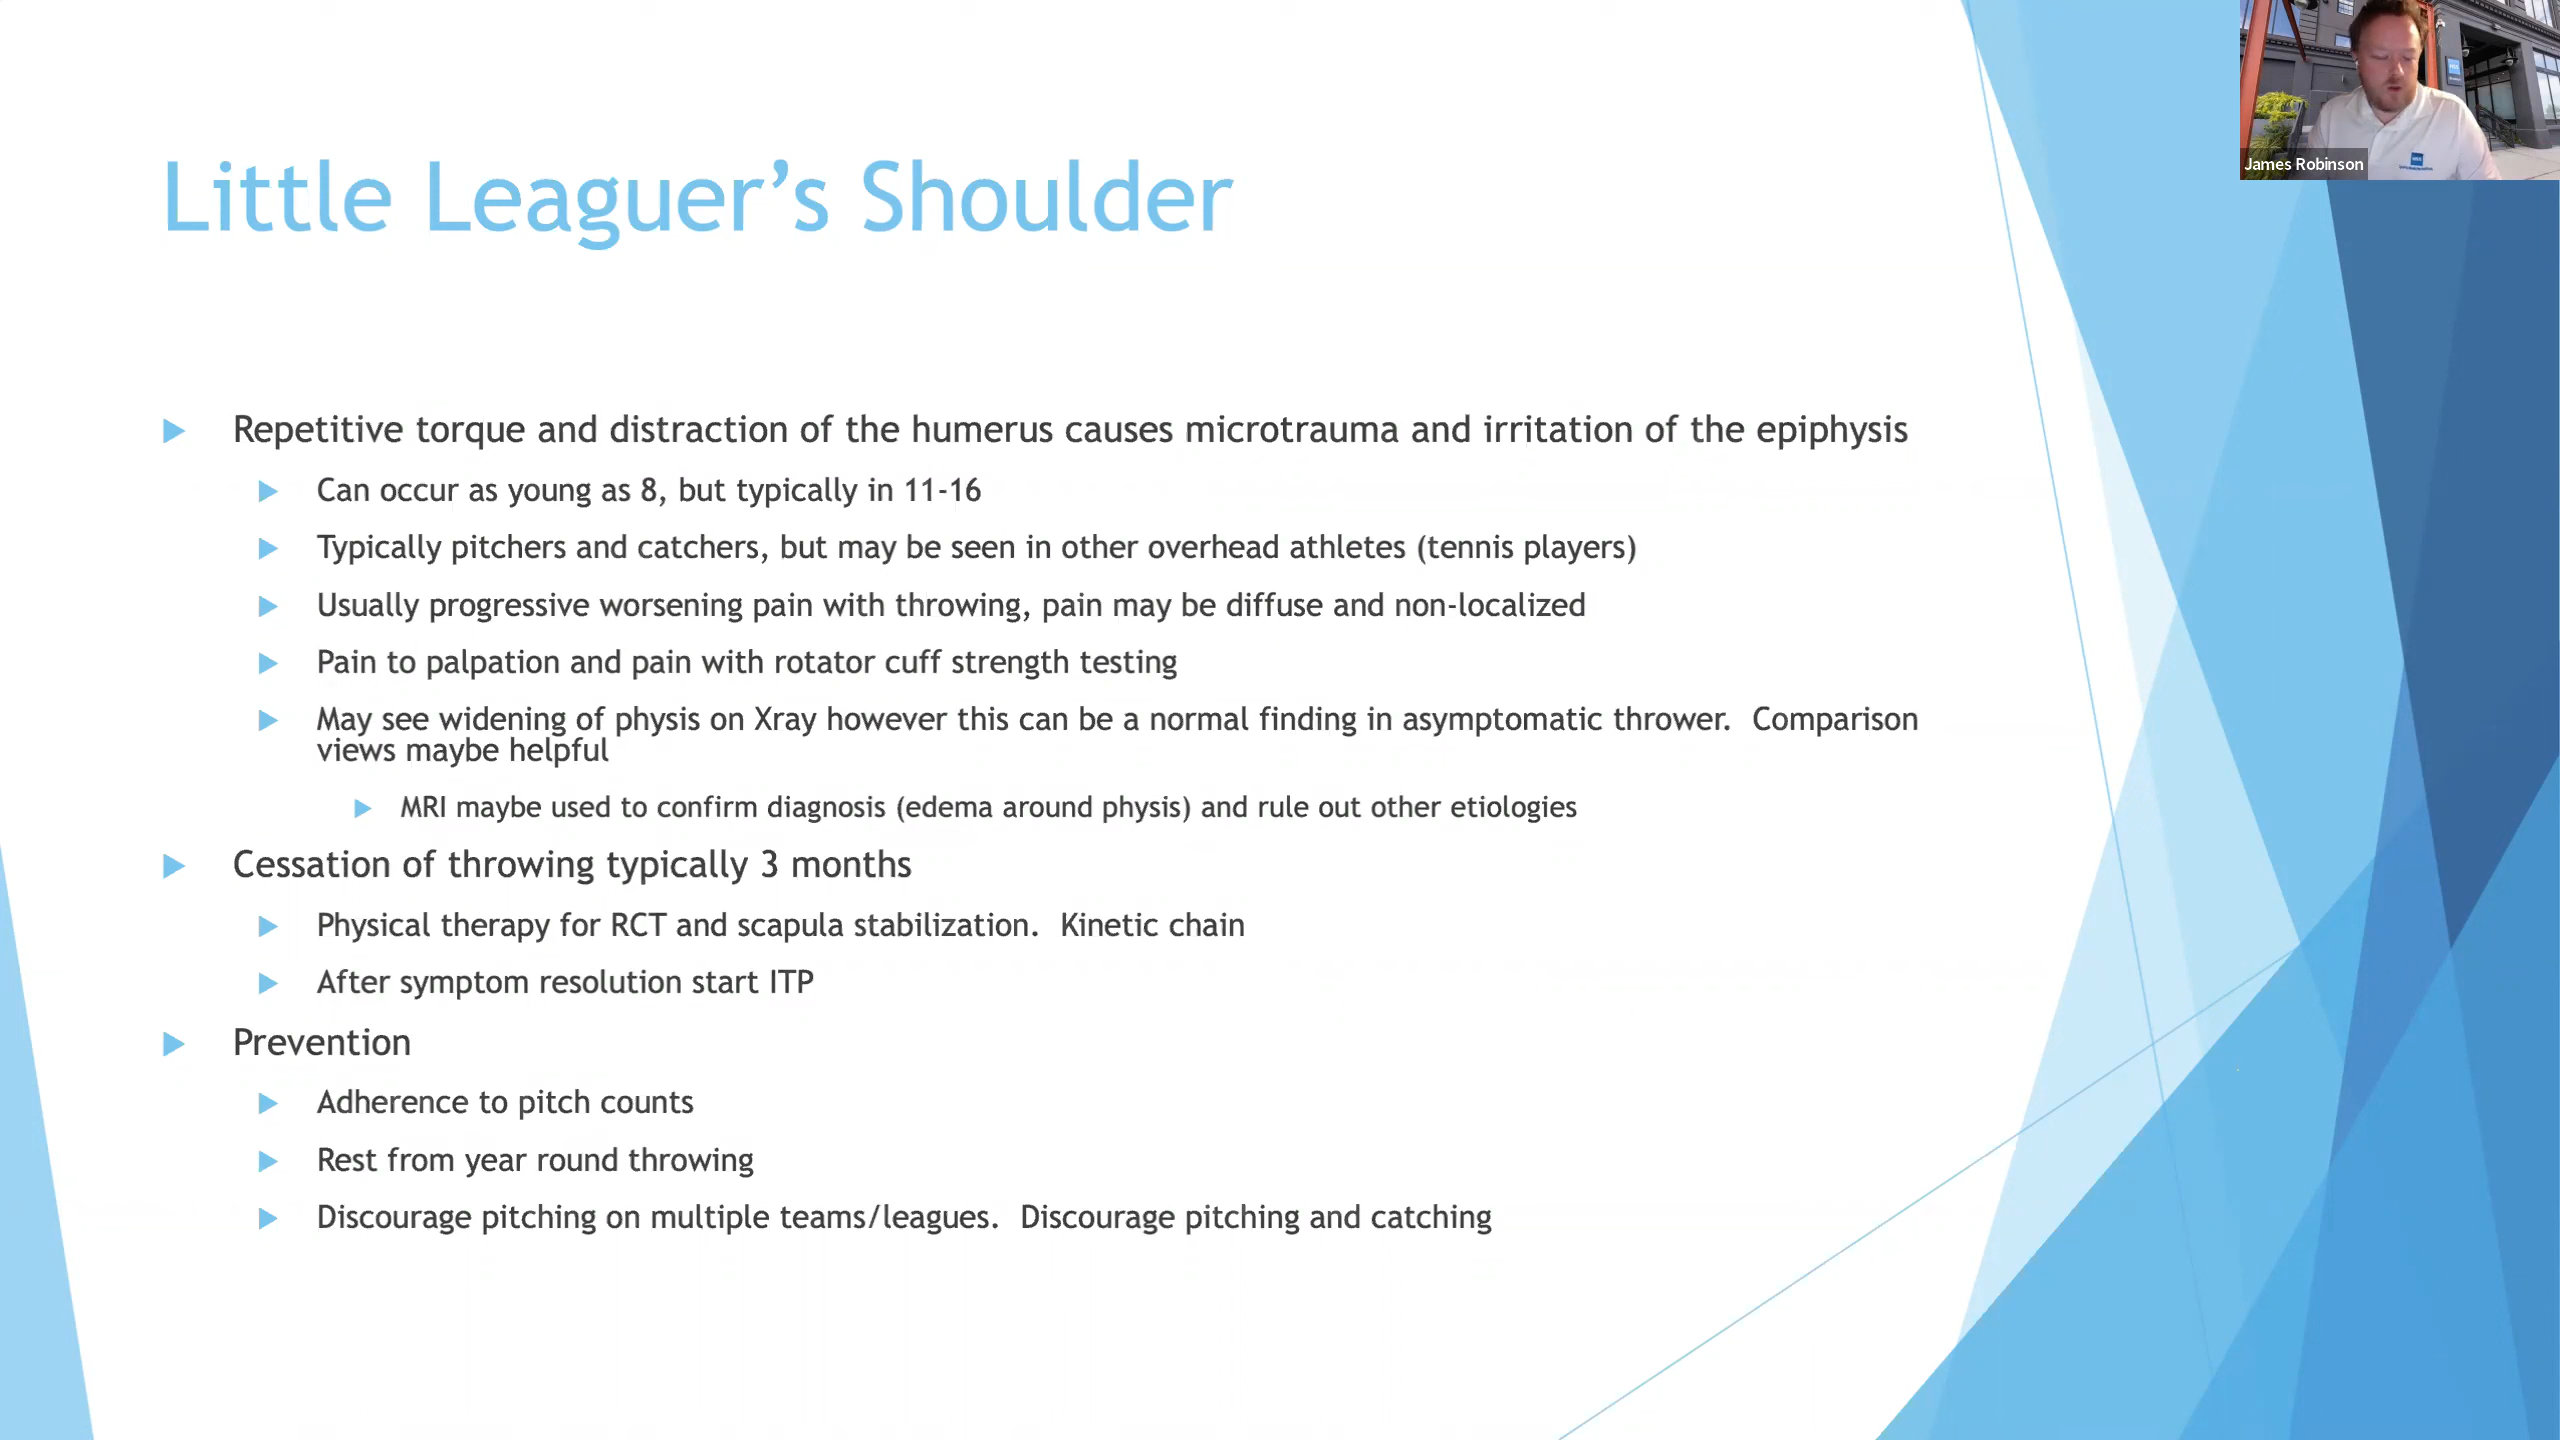 James Robinson
Little Leaguer’s Shoulder
Repetitive torque and distraction of the humerus causes microtrauma and irritation of the epiphysis
Can occur as young as 8, but typically in 11-16
Typically pitchers and catchers, but may be seen in other overhead athletes (tennis players)
Usually progressive worsening pain with throwing, pain may be diffuse and non-localized
Pain to palpation and pain with rotator cuff strength testing
May see widening of physis on Xray however this can be a normal finding in asymptomatic thrower.  Comparison
views maybe helpful
MRI maybe used to confirm diagnosis (edema around physis) and rule out other etiologies
Cessation of throwing typically 3 months
Physical therapy for RCT and scapula stabilization.  Kinetic chain
After symptom resolution start ITP
Prevention
Adherence to pitch counts
Rest from year round throwing
Discourage pitching on multiple teams/leagues.  Discourage pitching and catching